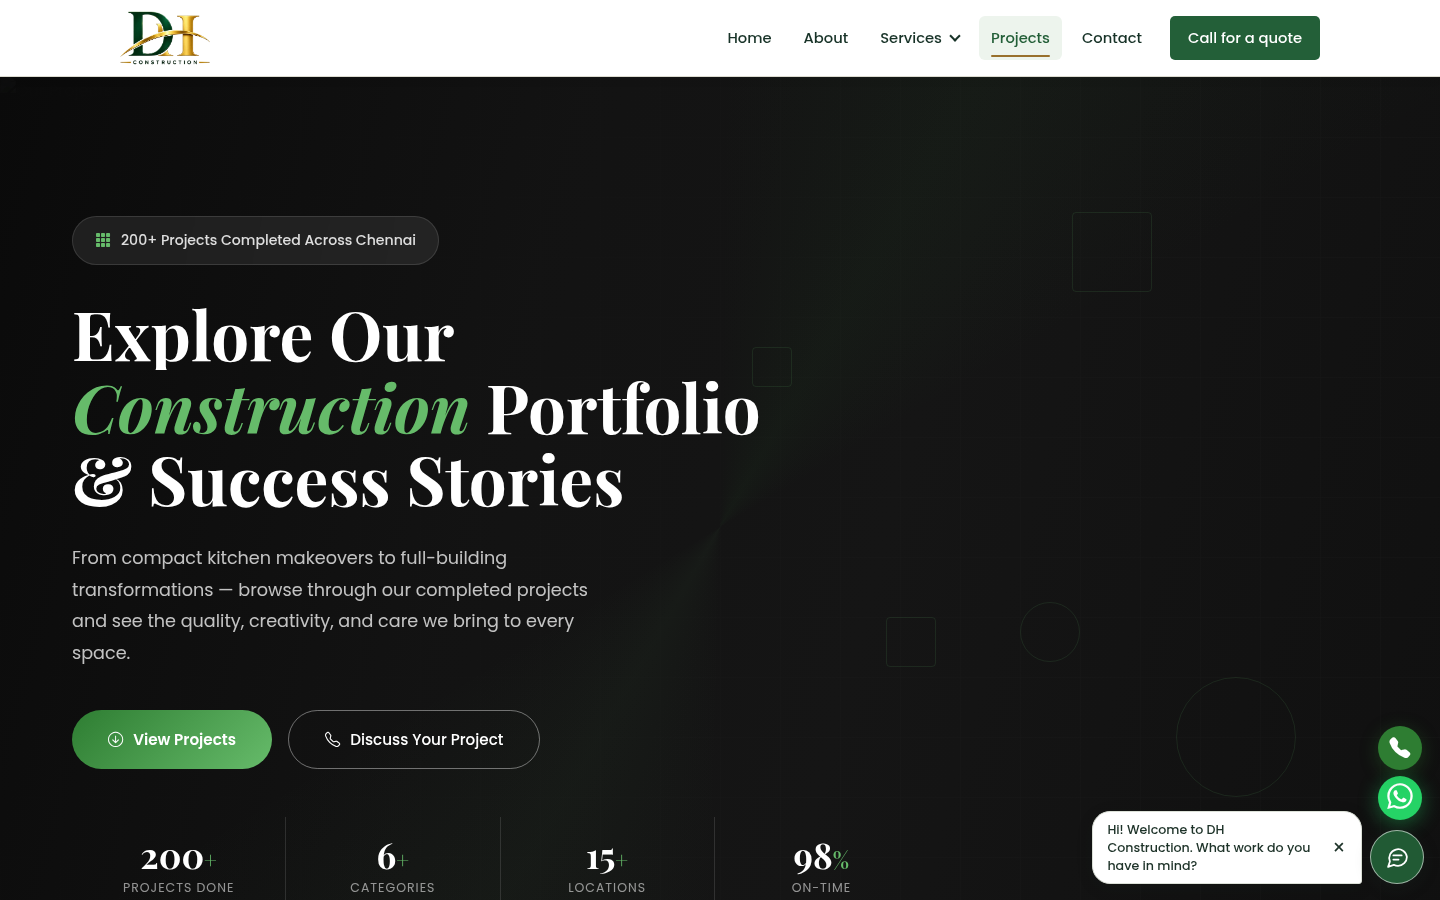 DH
CONSTRUCTION
Home
About
Services
Projects
Contact
Call for a quote
200+ Projects Completed Across Chennai
Explore Our
Construction Portfolio
& Success Stories
From compact kitchen makeovers to full-building
transformations — browse through our completed projects
and see the quality, creativity, and care we bring to every
space.
View Projects
Discuss Your Project
200+
PROJECTS DONE
6+
CATEGORIES
15+
LOCATIONS
98%
ON-TIME
Hi! Welcome to DH
Construction. What work do you
have in mind?